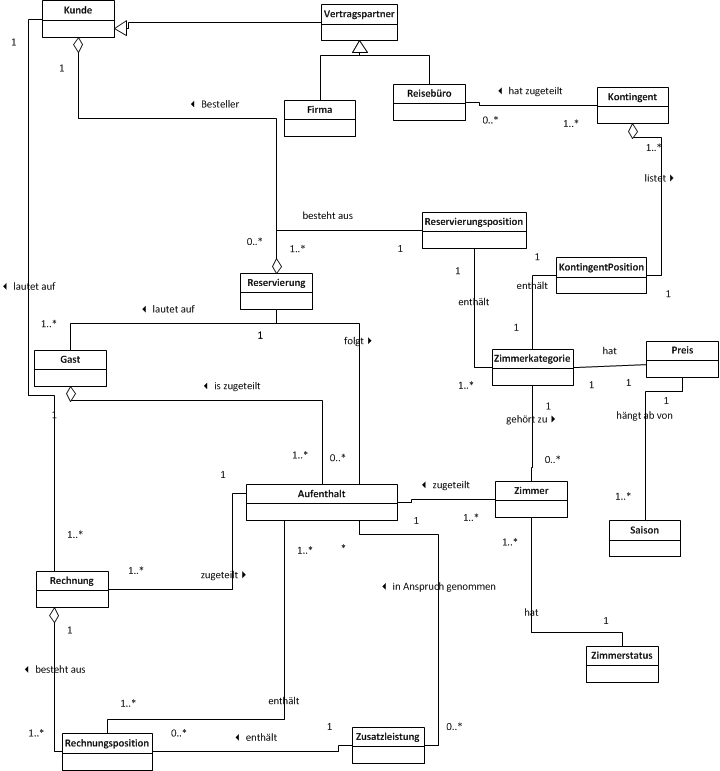 Kunde
Vertragspartner
1
1
Reisebüro
◄ hat zugeteilt
Kontingent
◄ Besteller
Firma
0..*
1..*
1..*
listet ►
besteht aus
Reservierungsposition
0..*
1..*
1
1
KontingentPosition
1
Reservierung
enthält
◄ lautet auf
1
enthält
◄ lautet auf
1..*
1
folgt ►
1
Gast
Zimmerkategorie
hat
Preis
◄ is zugeteilt
1..*
1
1
1
1
1
hängt ab von
gehört zu ►
1..*
0..*
0..*
1
◄ zugeteilt
Aufenthalt
Zimmer
1..*
1
1..*
Saison
1..*
1..*
*
1..*
Rechnung
1..*
zugeteilt ►
◄ in Anspruch genommen
hat
1
1
Zimmerstatus
◄ besteht aus
1..*
enthält
1..*
0..*
1
0..*
Rechnungsposition
◄ enthält
Zusatzleistung